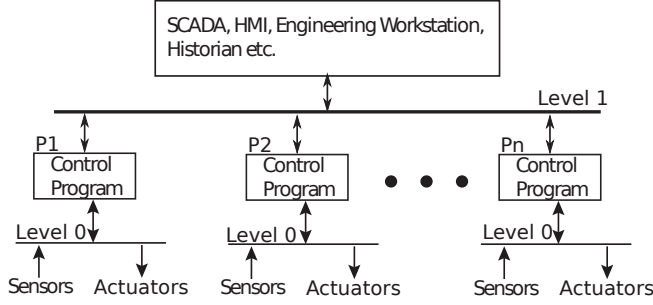 SCADA, HMI, Engineering Workstation,
Historian etc.
Level 1
P1
P2
Pn
Control
Program
Control
Program
Control
Program
Level 0
Level 0
Level 0
Sensors
Actuators
Sensors
Actuators
Sensors
Actuators